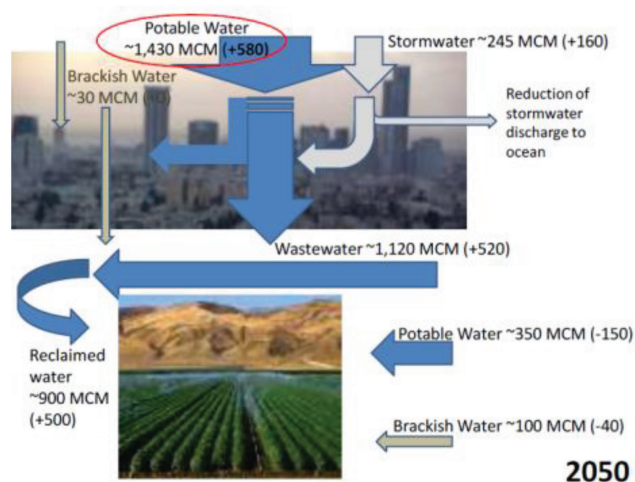 Potable Water
~1,430 MCM (+580)
Stormwater ~245 MCM (+160)
Brackish Water
~30 MCM (+0)
Reduction of
stormwater
discharge to
ocean
Wastewater ~1,120 MCM (+520)
Potable Water ~350 MCM (-150)
Reclaimed
water
~900 MCM
(+500)
Brackish Water ~100 MCM (-40)
2050